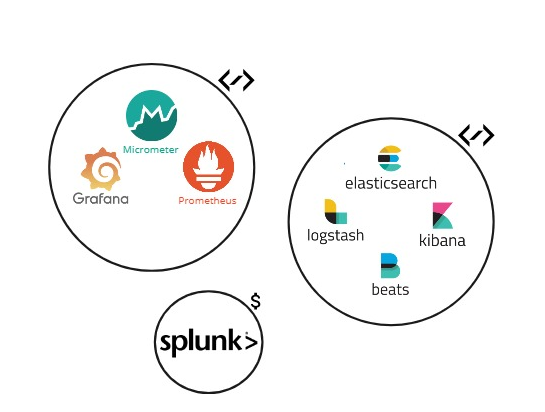 Micrometer
Grafana
Prometheus
elasticsearch
logstash
kibana
beats
$
splunk>